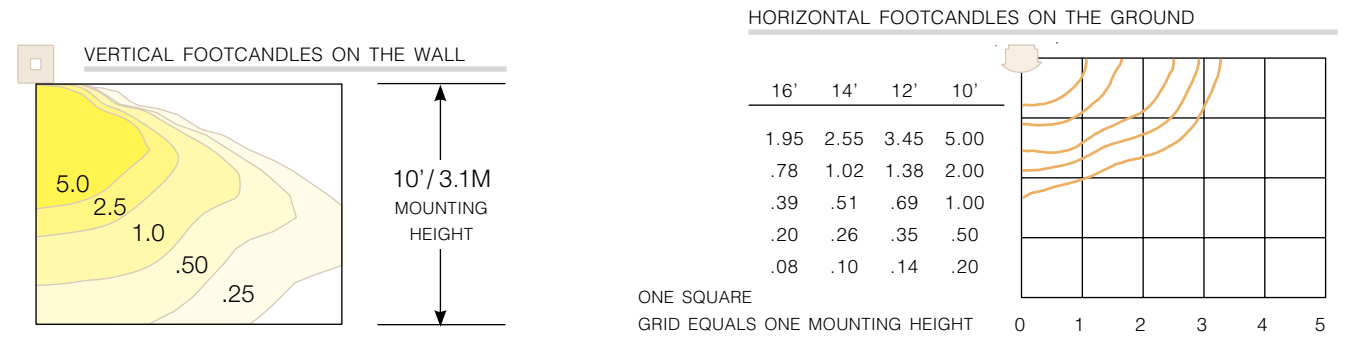 VERTICAL FOOTCANDLES ON THE WALL
5.0
2.5
1.0
.50
.25
10’/ 3.1M
MOUNTING
HEIGHT
HORIZONTAL FOOTCANDLES ON THE GROUND
16’ 14’ 12’ 10’
1.95 2.55 3.45 5.00
.78 1.02 1.38 2.00
.39 .51 .69 1.00
.20 .26 .35 .50
.08 .10 .14 .20
ONE SQUARE
GRID EQUALS ONE MOUNTING HEIGHT
0 1 2 3 4 5